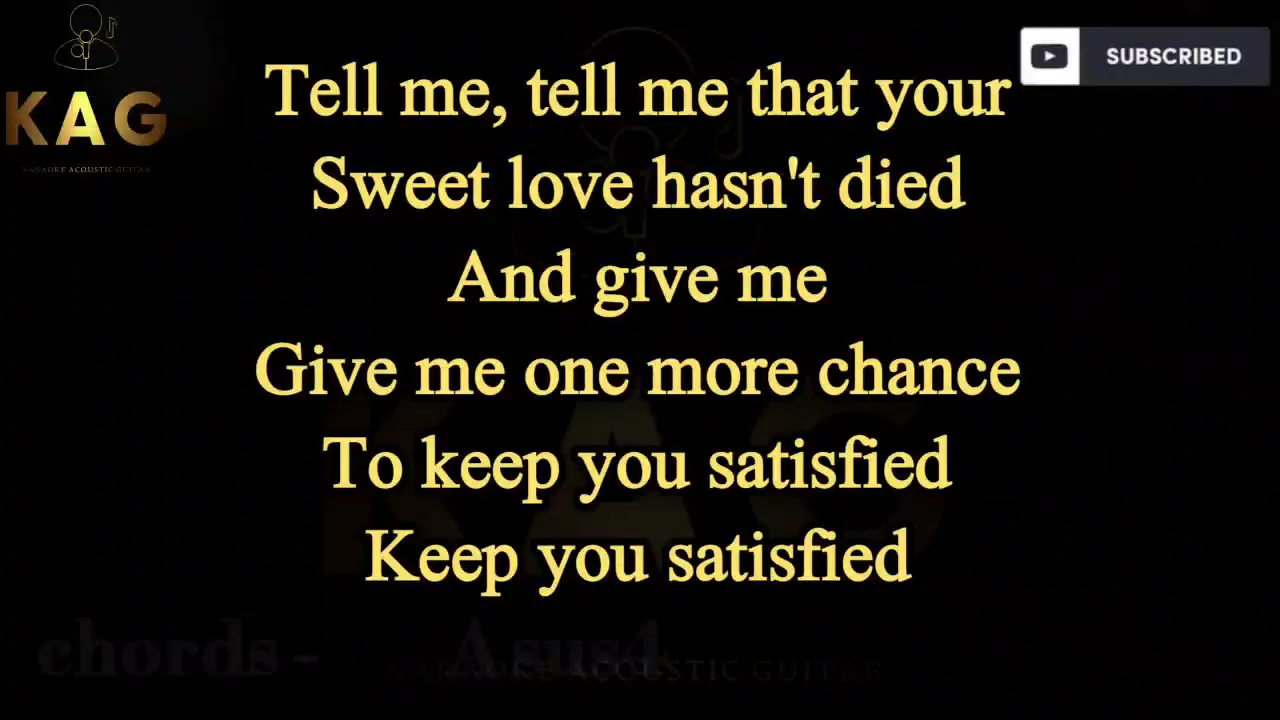 KAG
KARAOKE ACOUSTIC GUITAR
SUBSCRIBED
Tell me, tell me that your
Sweet love hasn't died
And give me
Give me one more chance
To keep you satisfied
Keep you satisfied
KAG
chords - Asus4
KARAOKE ACOUSTIC GUITAR